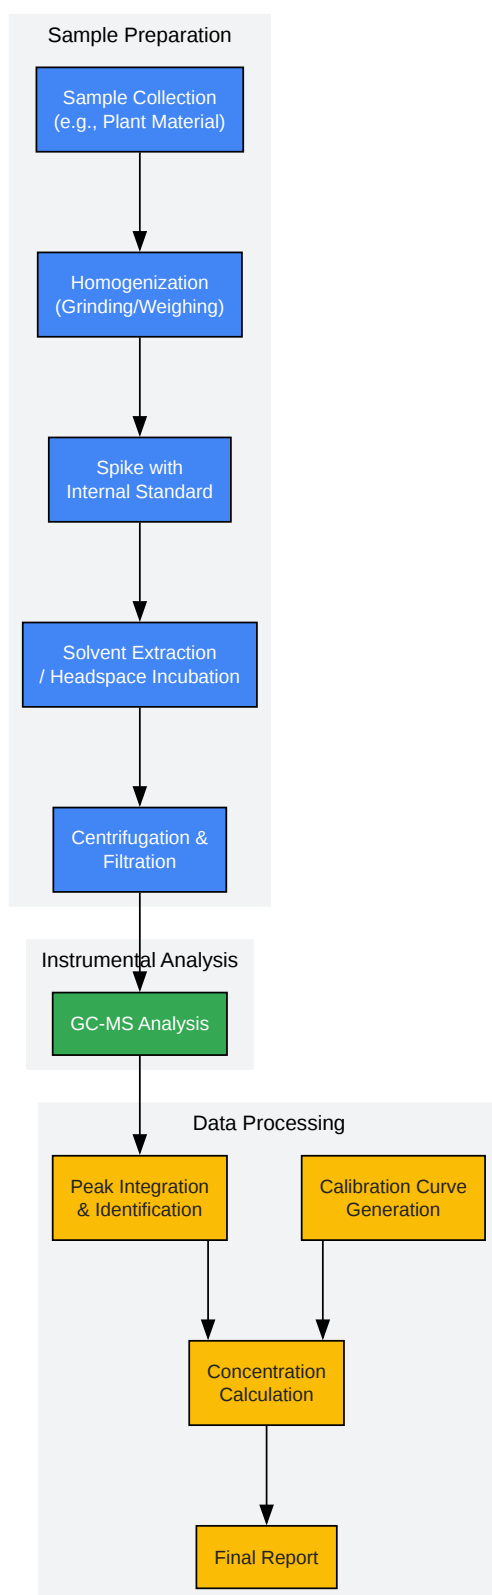 Sample Preparation
Sample Collection
(e.g., Plant Material)
Homogenization
(Grinding/Weighing)
Spike with
Internal Standard
Solvent Extraction
/ Headspace Incubation
Centrifugation &
Filtration
Instrumental Analysis
GC-MS Analysis
Data Processing
Peak Integration
& Identification
Calibration Curve
Generation
Concentration
Calculation
Final Report